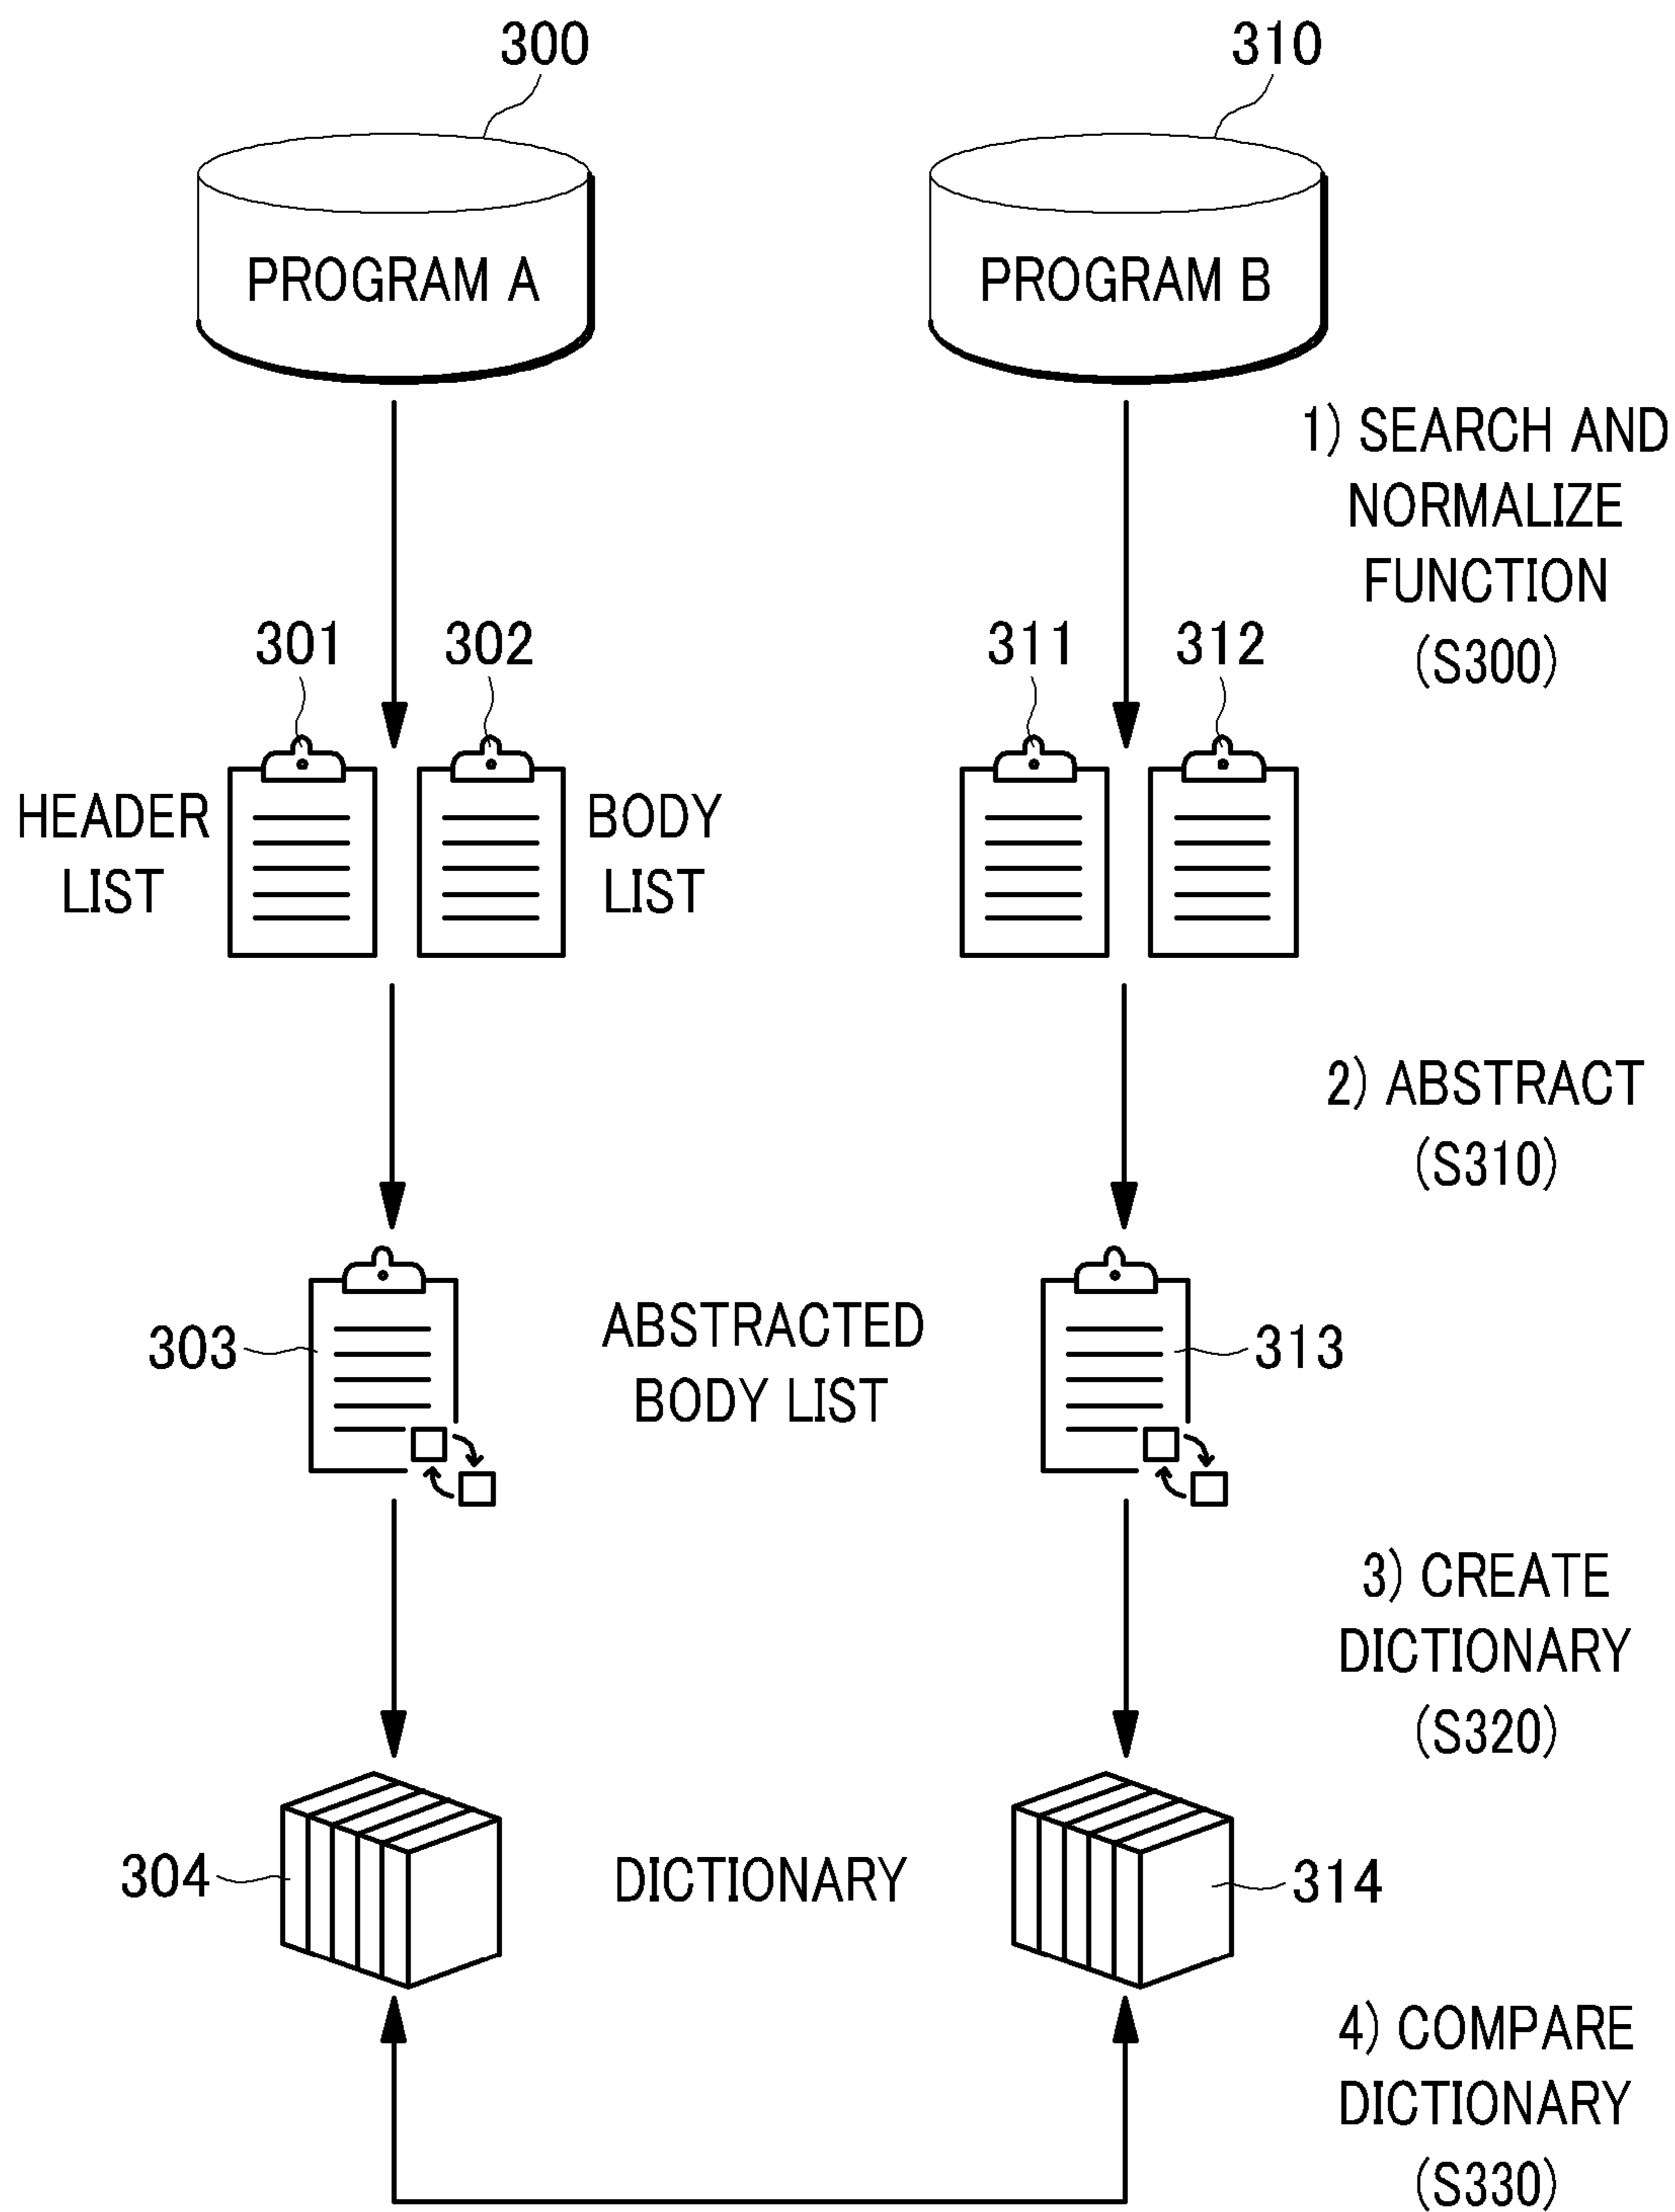 300
310
PROGRAM A
PROGRAM B
1) SEARCH AND
NORMALIZE
FUNCTION
(S300)
301
302
311
312
HEADER
LIST
BODY
LIST
2) ABSTRACT
(S310)
303
ABSTRACTED
BODY LIST
313
3) CREATE
DICTIONARY
(S320)
304
DICTIONARY
314
4) COMPARE
DICTIONARY
(S330)